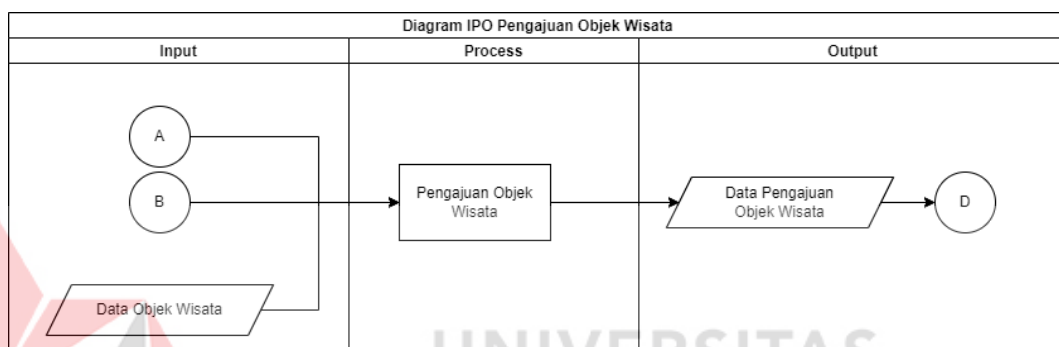 Diagram IPO Pengajuan Objek Wisata
Input
Process
Output
A
B
Data Objek Wisata
Pengajuan Objek
Wisata
Data Pengajuan
Objek Wisata
D
UNIVERSITAS